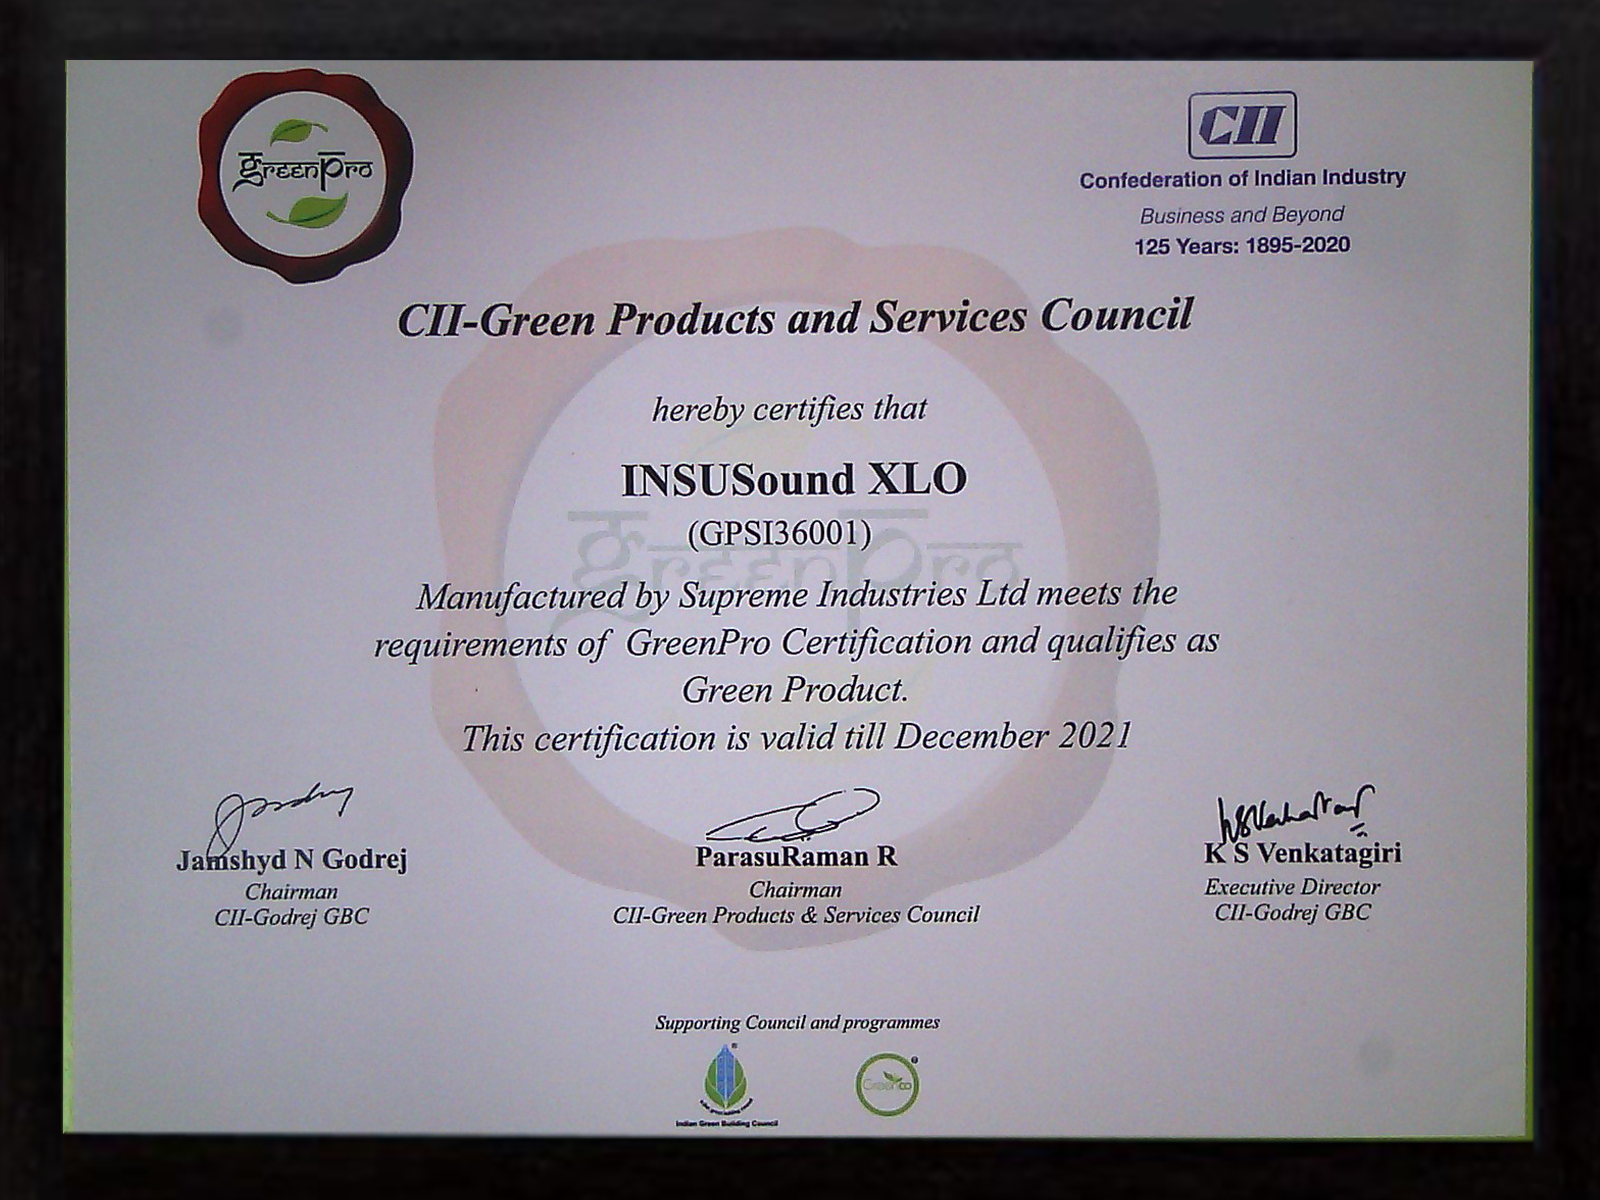 GreenPro
CII
Confederation of Indian Industry
Business and Beyond
125 Years: 1895-2020
CII-Green Products and Services Council
hereby certifies that
INSUSound XLO
(GPSI36001)
GreenPro
Manufactured by Supreme Industries Ltd meets the
requirements of GreenPro Certification and qualifies as
Green Product.
This certification is valid till December 2021
Jamshyd N Godrej
Chairman
CII-Godrej GBC
ParasuRaman R
Chairman
CII-Green Products & Services Council
K S Venkatagiri
Executive Director
CII-Godrej GBC
Supporting Council and programmes
Indian Green Building Council
GreenCo